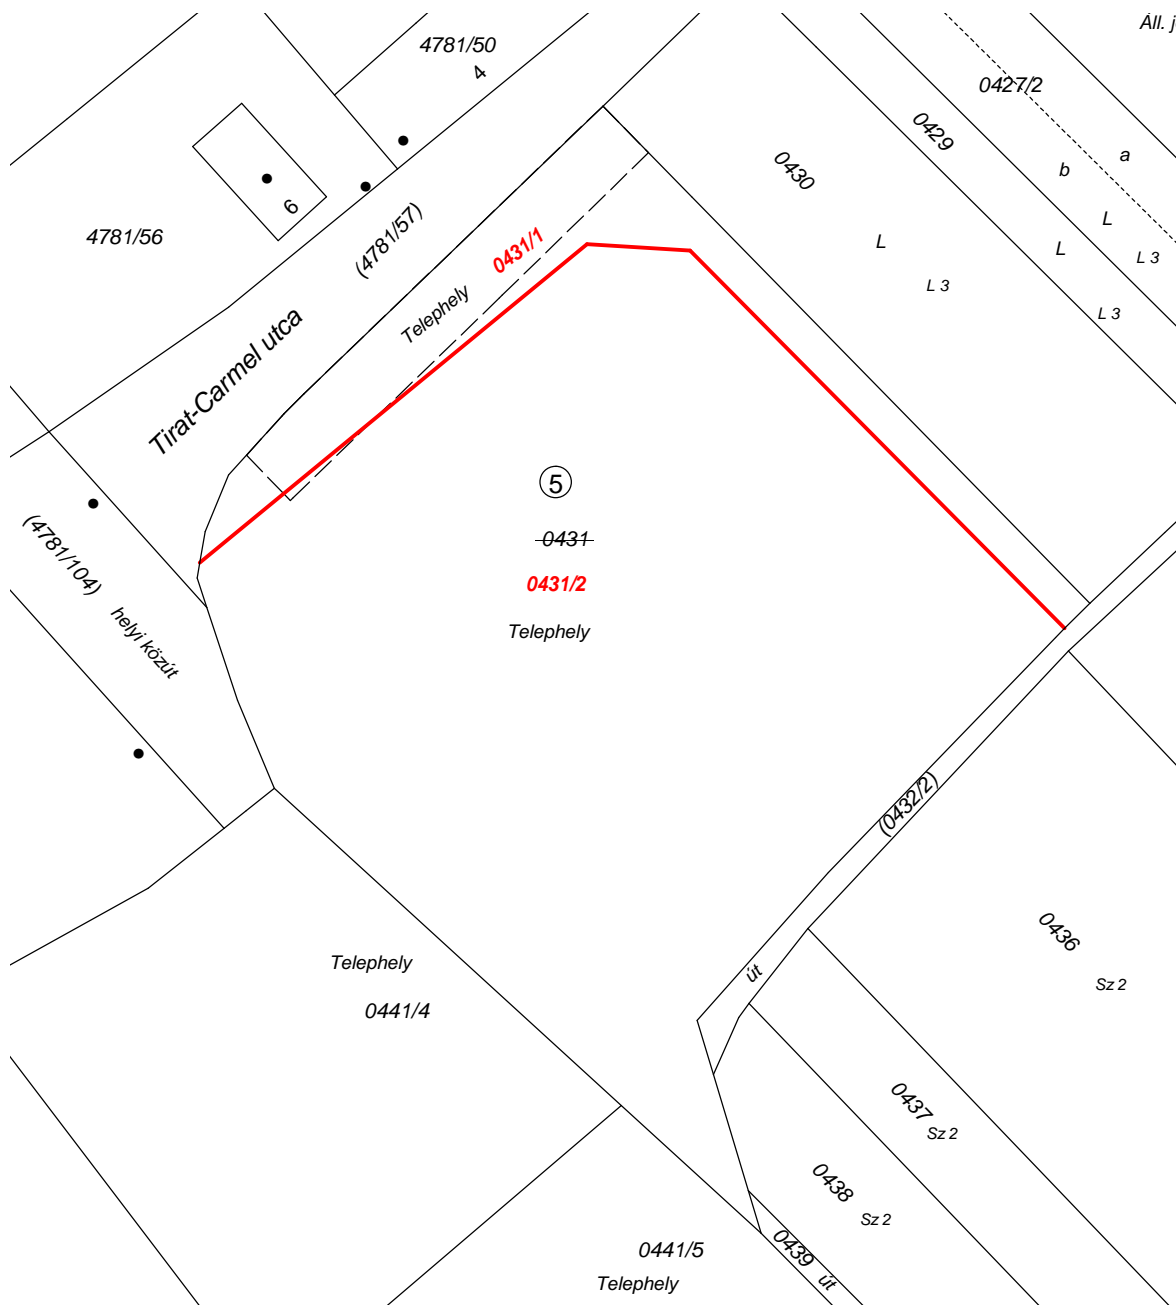 Áll. j
4781/50
4
0427/2
0429
a
b
0430
6
L
4781/56
(4781/57)
0431/1
L
L
L 3
L 3
L 3
Telephely
Tirat-Carmel utca
5
(4781/104)
helyi közút
0431
0431/2
Telephely
(0432/2)
0436
Sz 2
út
Telephely
0441/4
0437
Sz 2
0438
Sz 2
0441/5
0439 út
Telephely